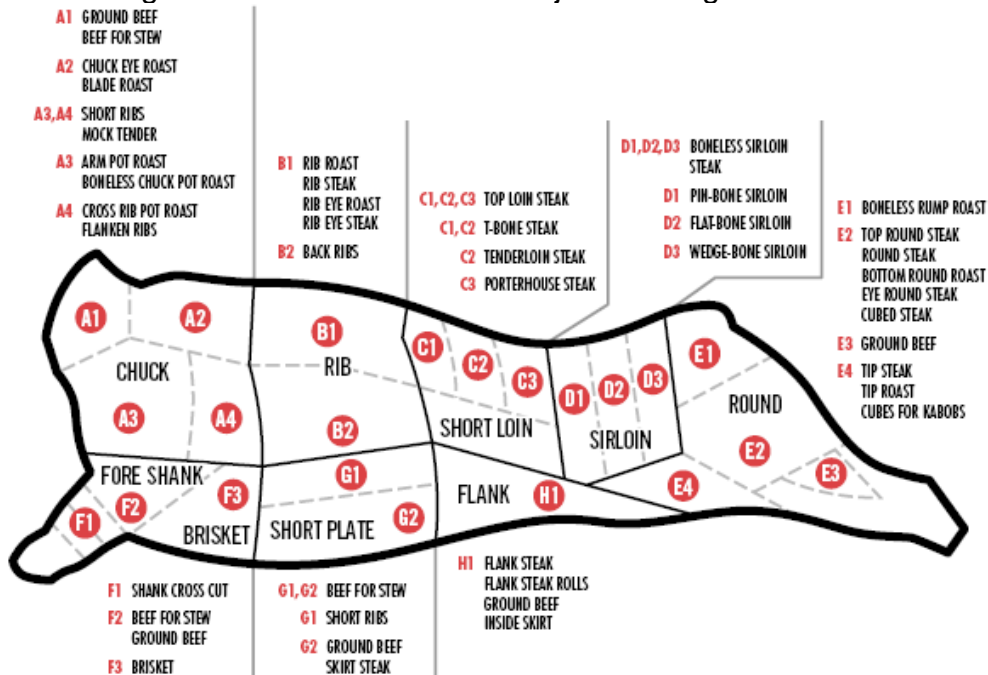 A1 GROUND BEEF
BEEF FOR STEW
A2 CHUCK EYE ROAST
BLADE ROAST
A3,A4 SHORT RIBS
MOCK TENDER
A3 ARM POT ROAST
BONELESS CHUCK POT ROAST
A4 CROSS RIB POT ROAST
FLANKEN RIBS
B1 RIB ROAST
RIB STEAK
RIB EYE ROAST
RIB EYE STEAK
B2 BACK RIBS
C1,C2,C3 TOP LOIN STEAK
C1,C2 T-BONE STEAK
C2 TENDERLOIN STEAK
C3 PORTERHOUSE STEAK
D1,D2,D3 BONELESS SIRLOIN
STEAK
D1 PIN-BONE SIRLOIN
D2 FLAT-BONE SIRLOIN
D3 WEDGE-BONE SIRLOIN
E1 BONELESS RUMP ROAST
E2 TOP ROUND STEAK
ROUND STEAK
BOTTOM ROUND ROAST
EYE ROUND STEAK
CUBED STEAK
E3 GROUND BEEF
E4 TIP STEAK
TIP ROAST
CUBES FOR KABOBS
A1
A2
CHUCK
A3
A4
B1
RIB
B2
C1
C2
C3
SHORT LOIN
D1
D2
D3
SIRLOIN
E1
ROUND
E2
E3
E4
FORE SHANK
F1
F2
F3
BRISKET
G1
SHORT PLATE
G2
FLANK
H1
F1 SHANK CROSS CUT
F2 BEEF FOR STEW
GROUND BEEF
F3 BRISKET
G1,G2 BEEF FOR STEW
G1 SHORT RIBS
G2 GROUND BEEF
SKIRT STEAK
H1 FLANK STEAK
FLANK STEAK ROLLS
GROUND BEEF
INSIDE SKIRT